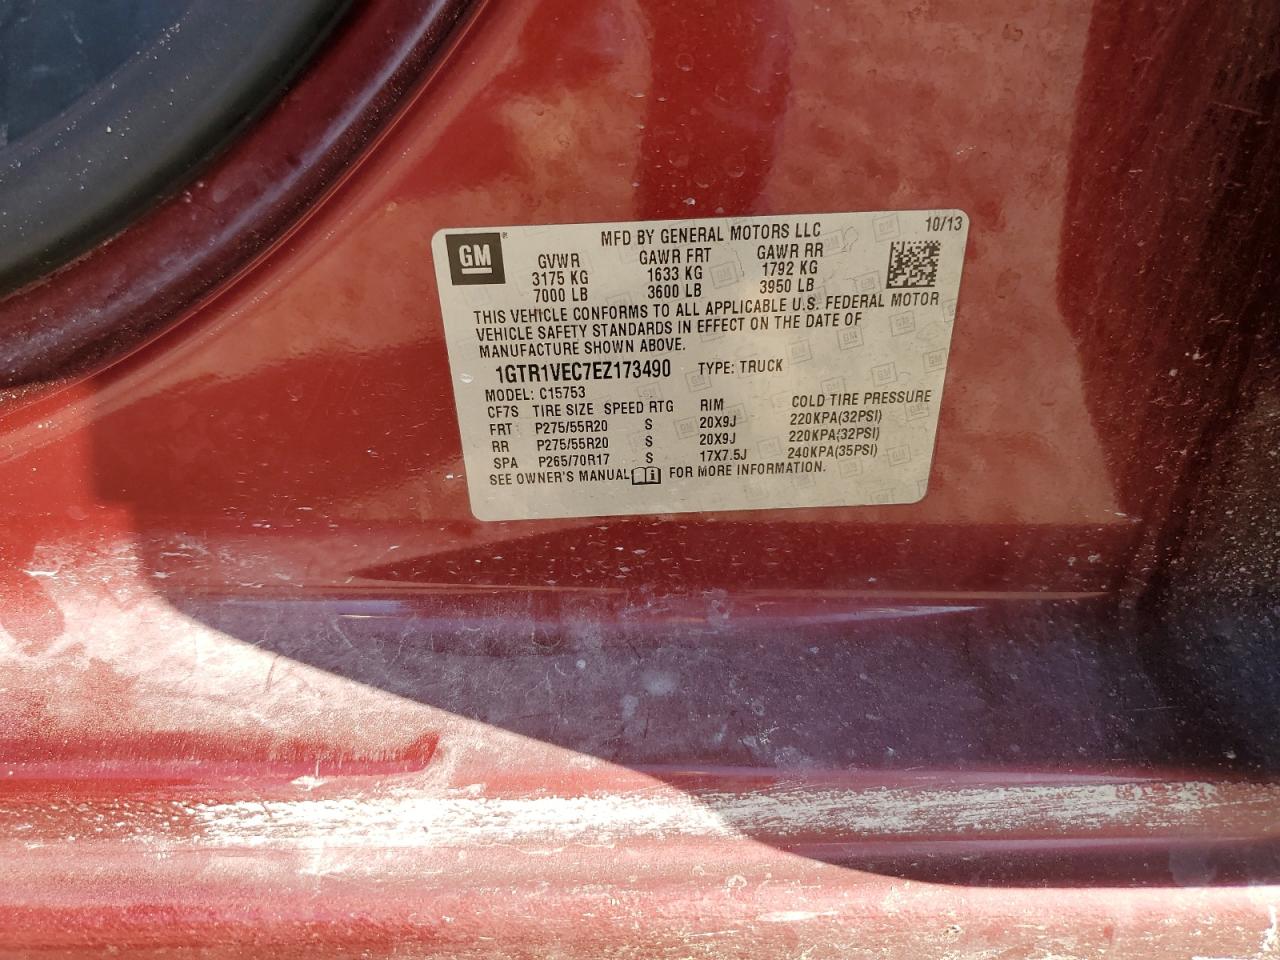 GM
MFD BY GENERAL MOTORS LLC 10/13
GVWR GAWR FRT GAWR RR
3175 KG 1633 KG 1792 KG
7000 LB 3600 LB 3950 LB
THIS VEHICLE CONFORMS TO ALL APPLICABLE U.S. FEDERAL MOTOR
VEHICLE SAFETY STANDARDS IN EFFECT ON THE DATE OF
MANUFACTURE SHOWN ABOVE.
1GTR1VEC7EZ173490 TYPE: TRUCK
MODEL: C15753
CF7S TIRE SIZE SPEED RTG RIM COLD TIRE PRESSURE
FRT P275/55R20 S 20X9J 220KPA(32PSI)
RR P275/55R20 S 20X9J 220KPA(32PSI)
SPA P265/70R17 S 17X7.5J 240KPA(35PSI)
SEE OWNER'S MANUAL FOR MORE INFORMATION.